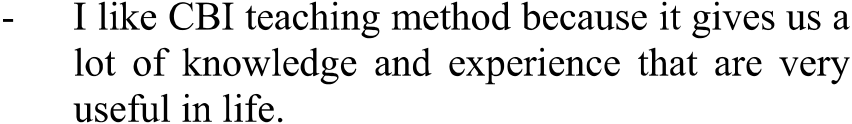 - I like CBI teaching method because it gives us a
lot of knowledge and experience that are very
useful in life.